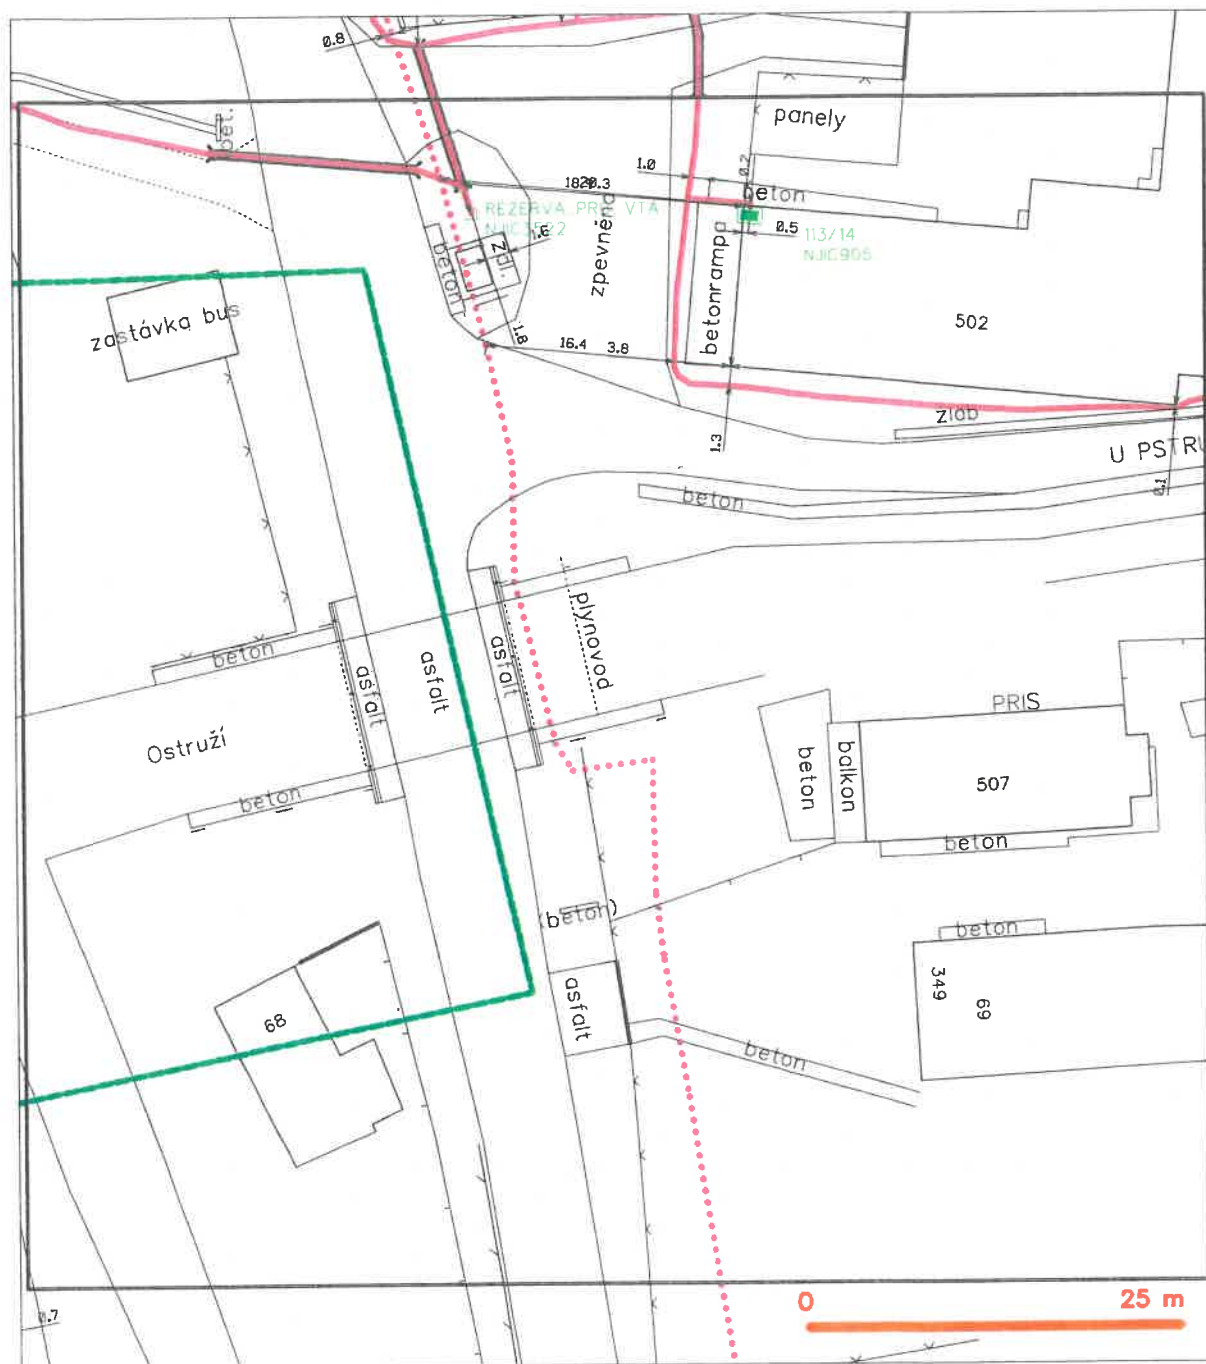 0.8
bet.
panely
1.0
0.2
beton
REZERVA PRO VTA
NJIC3522
1.6
zpevněná
0.5
113/14
NJIC905
beton
zdl.
betonrampa
zastávka bus
1.8
16.4
3.8
502
1.3
zlab
U PSTRU
0.1
beton
plynovod
asfalt
beton
asfalt
asfalt
Ostruží
PRIS
beton
balkon
507
beton
beton
(beton)
beton
349
69
asfalt
68
beton
0
25 m
0.7